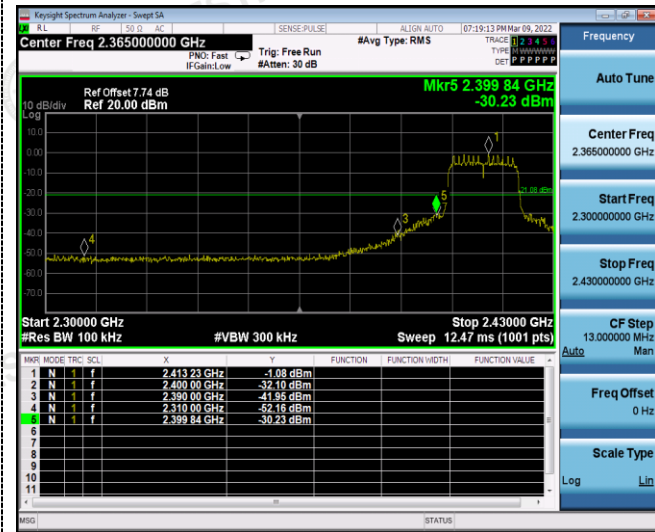 Keysight Spectrum Analyzer - Swept SA
RL RF 50 Ω AC SENSE:PULSE ALIGN AUTO 07:19:13 PM Mar 09, 2022
Center Freq 2.365000000 GHz #Avg Type: RMS TRACE 1 2 3 4 5 6
PNO: Fast Trig: Free Run TYPE M
IFGain:Low #Atten: 30 dB DET P P P P P P
Mkr5 2.399 84 GHz
-30.23 dBm
Ref Offset 7.74 dB
10 dB/div Ref 20.00 dBm
Log
10.0
0.00
-10.0
-20.0
-30.0
-40.0
-50.0
-60.0
-70.0
1
5
3
4
-21.08 dBm
Start 2.30000 GHz Stop 2.43000 GHz
#Res BW 100 kHz #VBW 300 kHz Sweep 12.47 ms (1001 pts)
MKR MODE TRC SCL X Y FUNCTION FUNCTION WIDTH FUNCTION VALUE
1 N 1 f 2.413 23 GHz -1.08 dBm
2 N 1 f 2.400 00 GHz -32.10 dBm
3 N 1 f 2.390 00 GHz -41.95 dBm
4 N 1 f 2.310 00 GHz -52.16 dBm
5 N 1 f 2.399 84 GHz -30.23 dBm
6
7
8
9
10
11
MSG STATUS
Frequency
Auto Tune
Center Freq
2.365000000 GHz
Start Freq
2.300000000 GHz
Stop Freq
2.430000000 GHz
CF Step
13.000000 MHz
Auto Man
Freq Offset
0 Hz
Scale Type
Log Lin